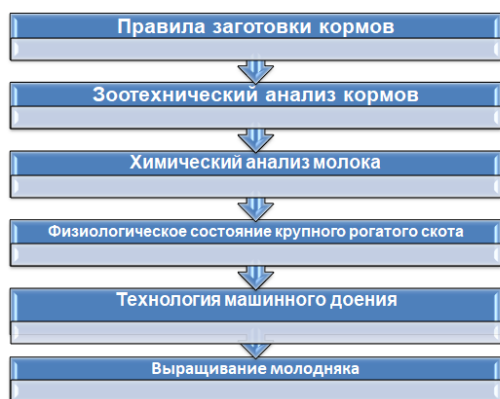 Правила заготовки кормов
Зоотехнический анализ кормов
Химический анализ молока
Физиологическое состояние крупного рогатого скота
Технология машинного доения
Выращивание молодняка